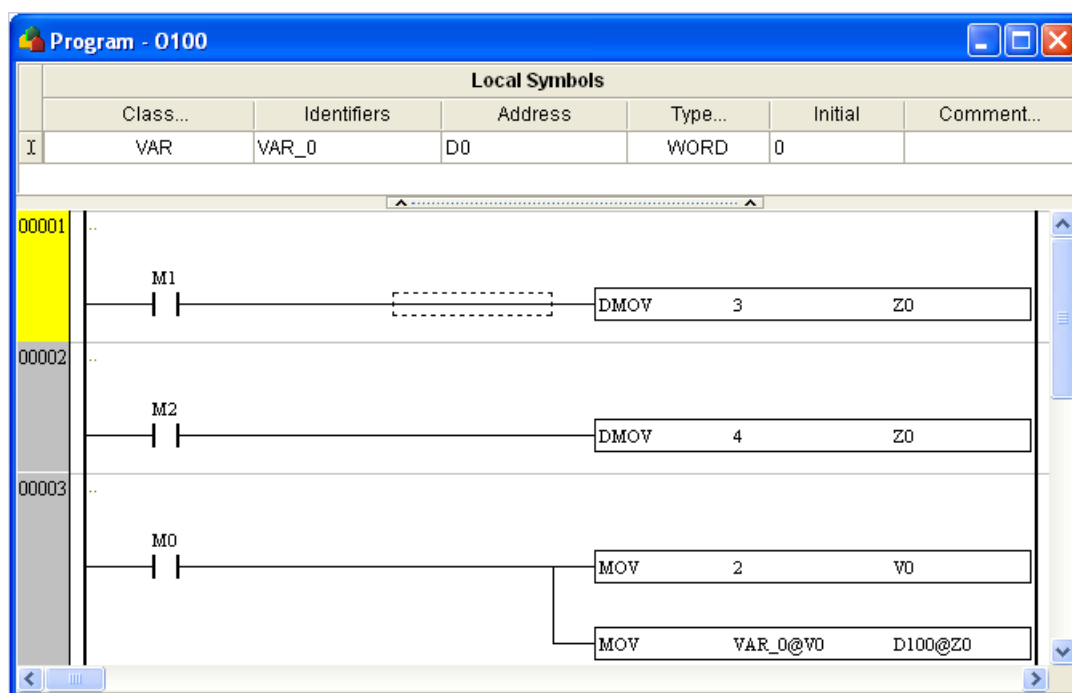 Program - O100
Local Symbols
Class... Identifiers Address Type... Initial Comment...
VAR VAR_0 D0 WORD 0
00001
M1
DMOV 3 Z0
00002
M2
DMOV 4 Z0
00003
M0
MOV 2 V0
MOV VAR_0@V0 D100@Z0